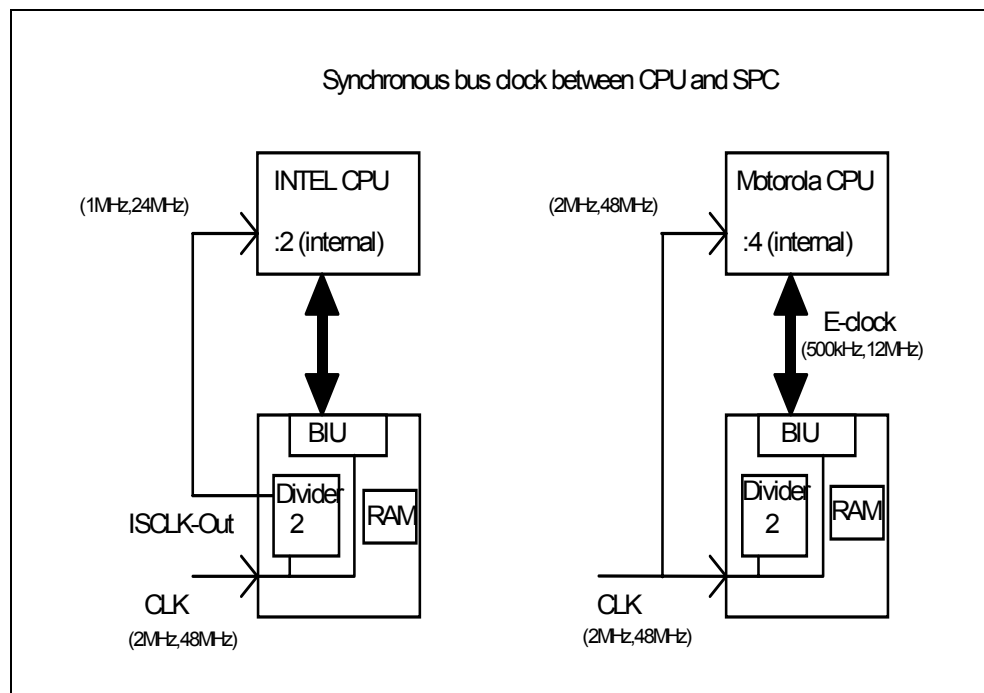 Synchronous bus clock between CPU and SPC
INTEL CPU
(1MHz,24MHz)
:2 (internal)
BIU
Divider
2
RAM
ISCLK-Out
CLK
(2MHz,48MHz)
Motorola CPU
(2MHz,48MHz)
:4 (internal)
E-clock
(500kHz,12MHz)
BIU
Divider
2
RAM
CLK
(2MHz,48MHz)